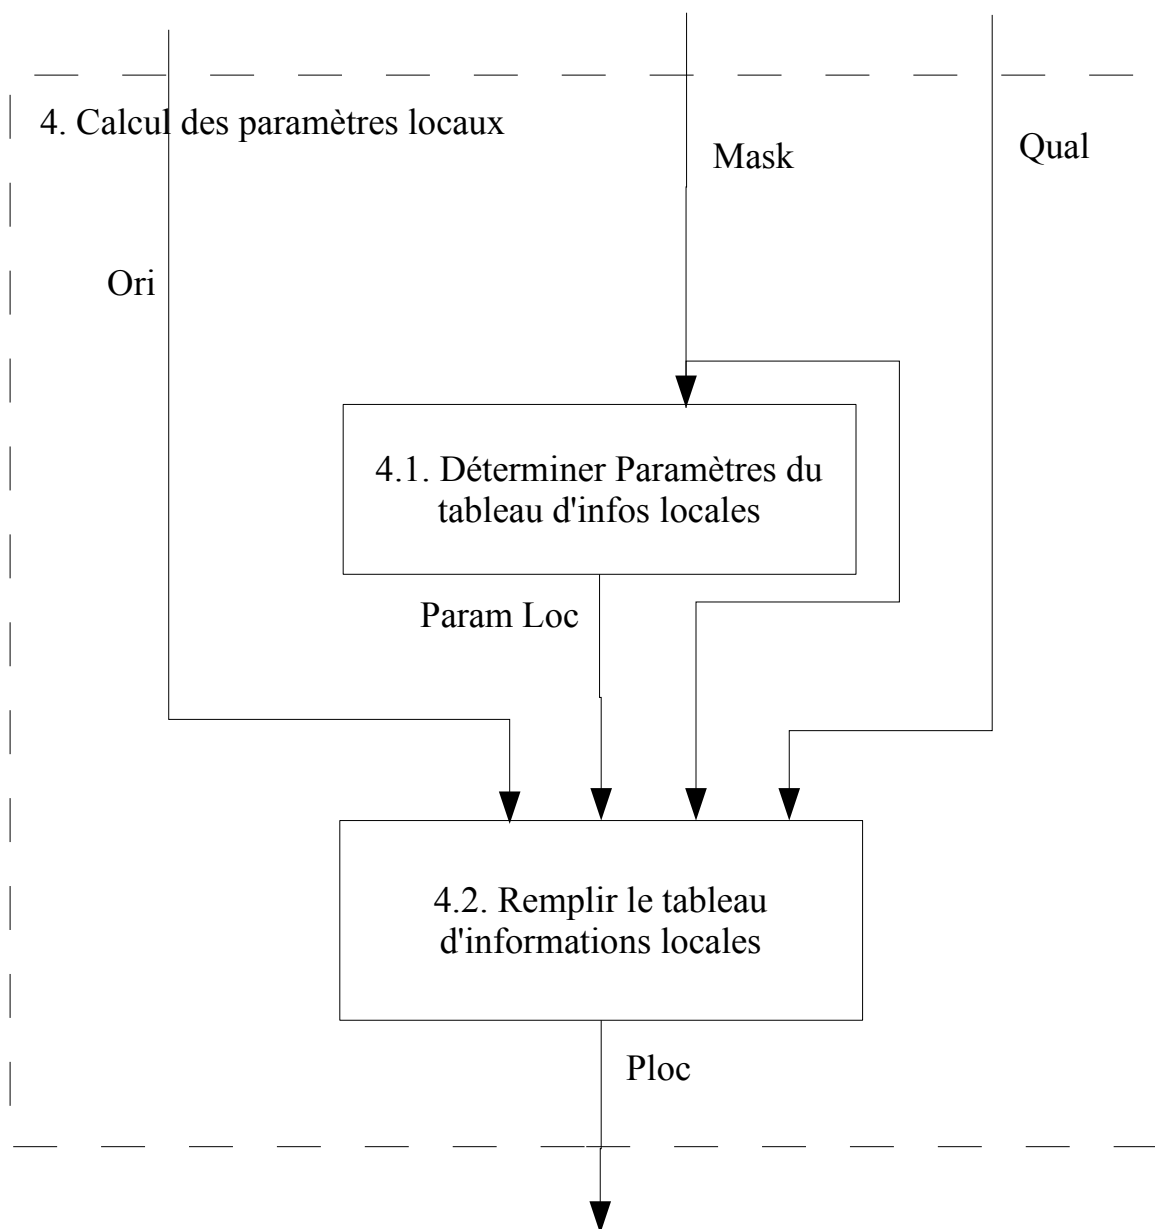 4. Calcul des paramètres locaux
Mask
Qual
Ori
4.1. Déterminer Paramètres du
tableau d'infos locales
Param Loc
4.2. Remplir le tableau
d'informations locales
Ploc